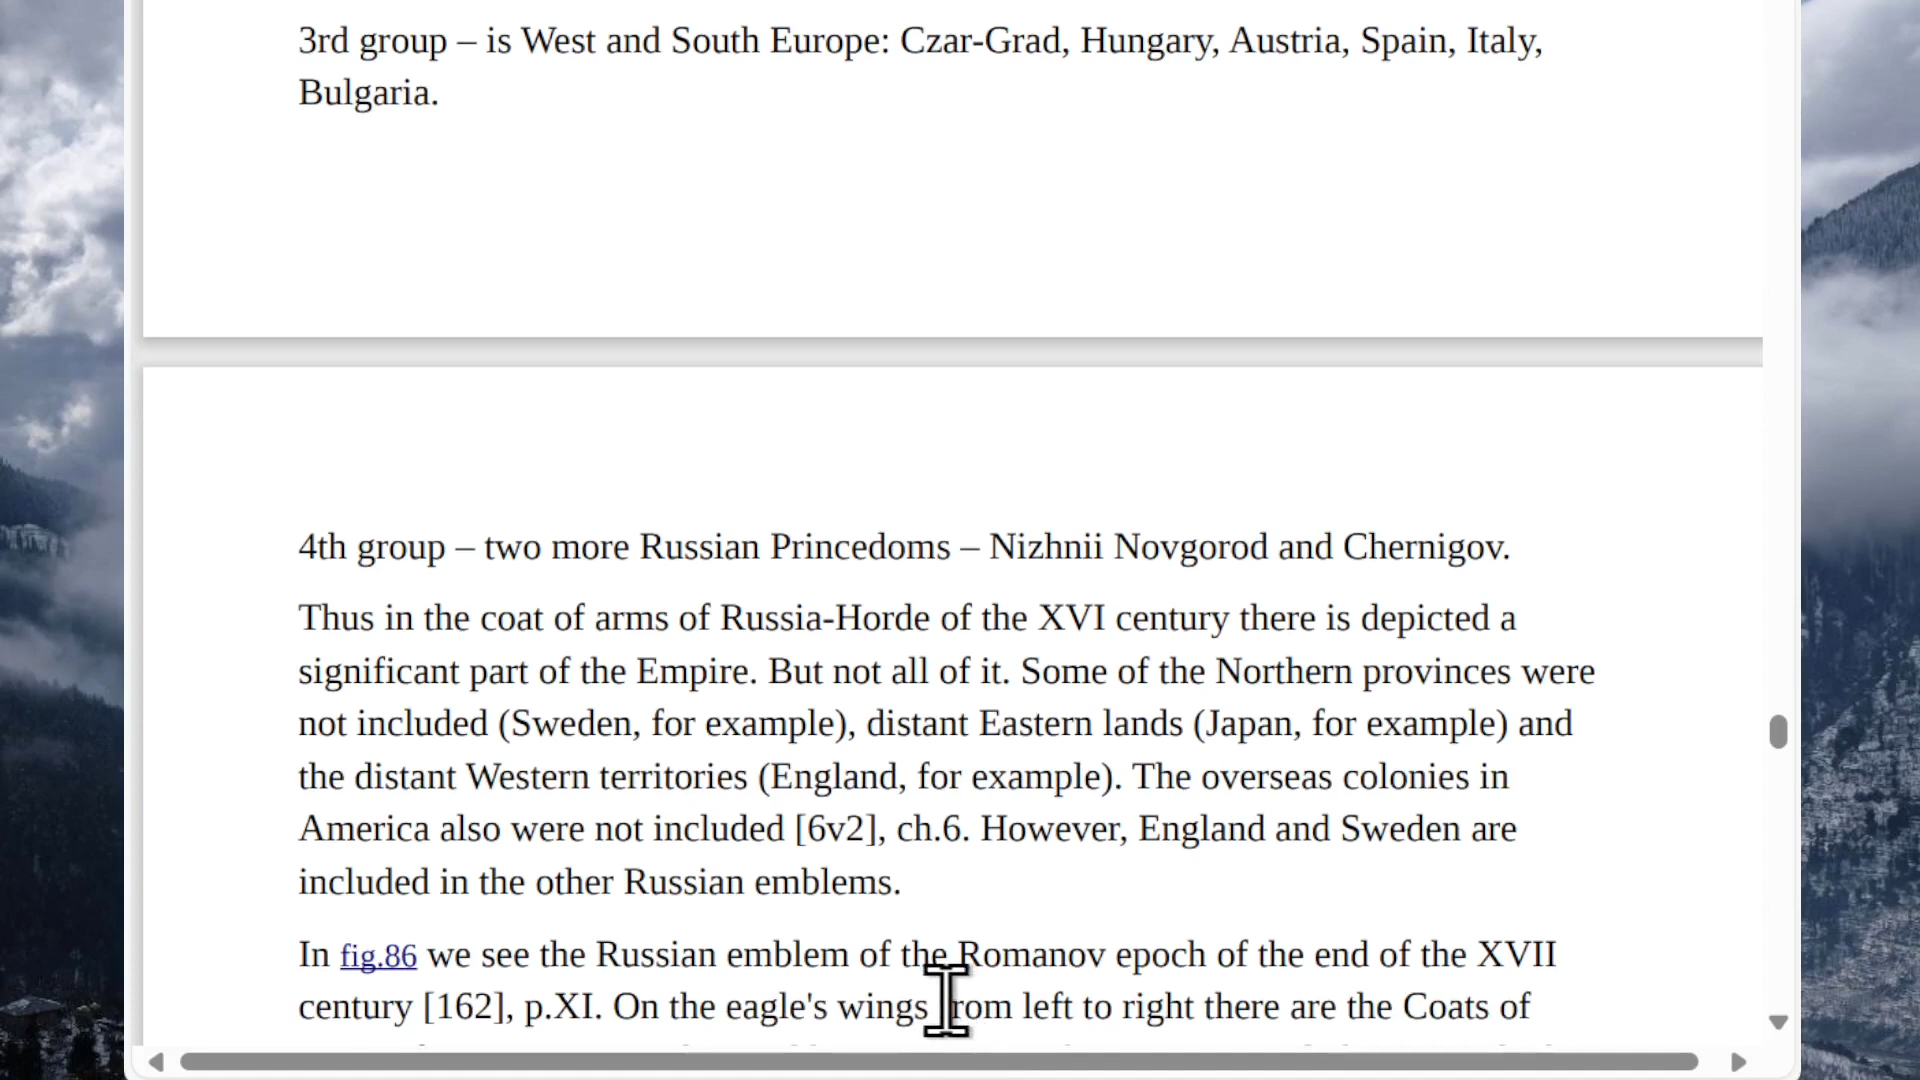 3rd group – is West and South Europe: Czar-Grad, Hungary, Austria, Spain, Italy,
Bulgaria.
4th group – two more Russian Princedoms – Nizhnii Novgorod and Chernigov.
Thus in the coat of arms of Russia-Horde of the XVI century there is depicted a
significant part of the Empire. But not all of it. Some of the Northern provinces were
not included (Sweden, for example), distant Eastern lands (Japan, for example) and
the distant Western territories (England, for example). The overseas colonies in
America also were not included [6v2], ch.6. However, England and Sweden are
included in the other Russian emblems.
In fig.86 we see the Russian emblem of the Romanov epoch of the end of the XVII
century [162], p.XI. On the eagle's wings from left to right there are the Coats of